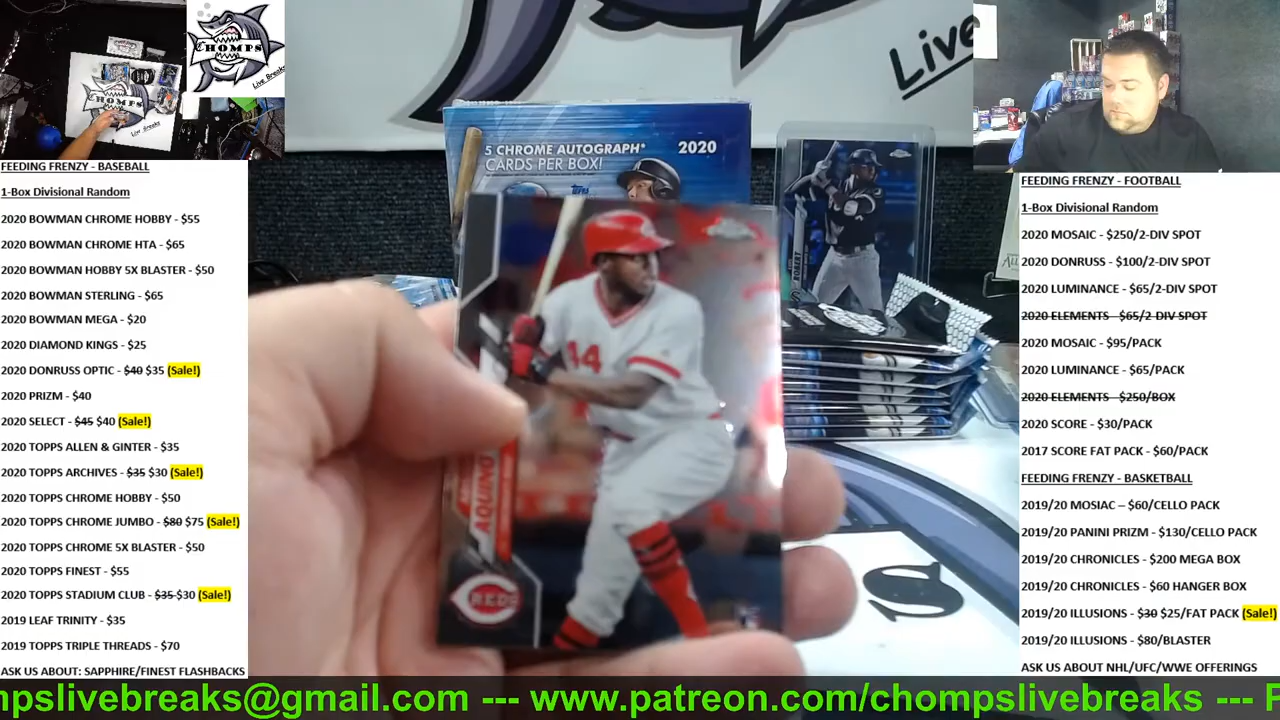 CHOMPS
Live Breaks
CHOMPS
Live Breaks
Live
FEEDING FRENZY - BASEBALL
1-Box Divisional Random
2020 BOWMAN CHROME HOBBY - $55
2020 BOWMAN CHROME HTA - $65
2020 BOWMAN HOBBY 5X BLASTER - $50
2020 BOWMAN STERLING - $65
2020 BOWMAN MEGA - $20
2020 DIAMOND KINGS - $25
2020 DONRUSS OPTIC - $40 $35 (Sale!)
2020 PRIZM - $40
2020 SELECT - $45 $40 (Sale!)
2020 TOPPS ALLEN & GINTER - $35
2020 TOPPS ARCHIVES - $35 $30 (Sale!)
2020 TOPPS CHROME HOBBY - $50
2020 TOPPS CHROME JUMBO - $80 $75 (Sale!)
2020 TOPPS CHROME 5X BLASTER - $50
2020 TOPPS FINEST - $55
2020 TOPPS STADIUM CLUB - $35 $30 (Sale!)
2019 LEAF TRINITY - $35
2019 TOPPS TRIPLE THREADS - $70
ASK US ABOUT: SAPPHIRE/FINEST FLASHBACKS
5 CHROME AUTOGRAPH*
CARDS PER BOX!
2020
44
AQUINO
REDS
FEEDING FRENZY - FOOTBALL
1-Box Divisional Random
2020 MOSAIC - $250/2-DIV SPOT
2020 DONRUSS - $100/2-DIV SPOT
2020 LUMINANCE - $65/2-DIV SPOT
2020 ELEMENTS - $65/2-DIV SPOT
2020 MOSAIC - $95/PACK
2020 LUMINANCE - $65/PACK
2020 ELEMENTS - $250/BOX
2020 SCORE - $30/PACK
2017 SCORE FAT PACK - $60/PACK
FEEDING FRENZY - BASKETBALL
2019/20 MOSIAC – $60/CELLO PACK
2019/20 PANINI PRIZM - $130/CELLO PACK
2019/20 CHRONICLES - $200 MEGA BOX
2019/20 CHRONICLES - $60 HANGER BOX
2019/20 ILLUSIONS - $30 $25/FAT PACK (Sale!)
2019/20 ILLUSIONS - $80/BLASTER
ASK US ABOUT NHL/UFC/WWE OFFERINGS
mpslivebreaks@gmail.com --- www.patreon.com/chompslivebreaks --- F